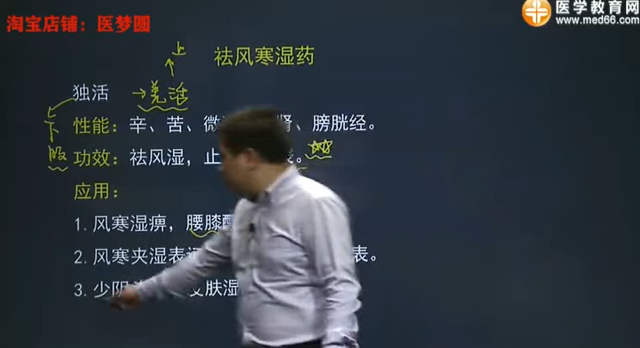 淘宝店铺：医梦圆
医学教育网
www.med66.com
上
祛风寒湿药
独活 →羌活
下肢
性能：辛、苦、微 肾、膀胱经。
功效：祛风湿，止 。
应用：
1.风寒湿痹，腰膝
2.风寒夹湿表 表。
3.少阴 皮肤湿